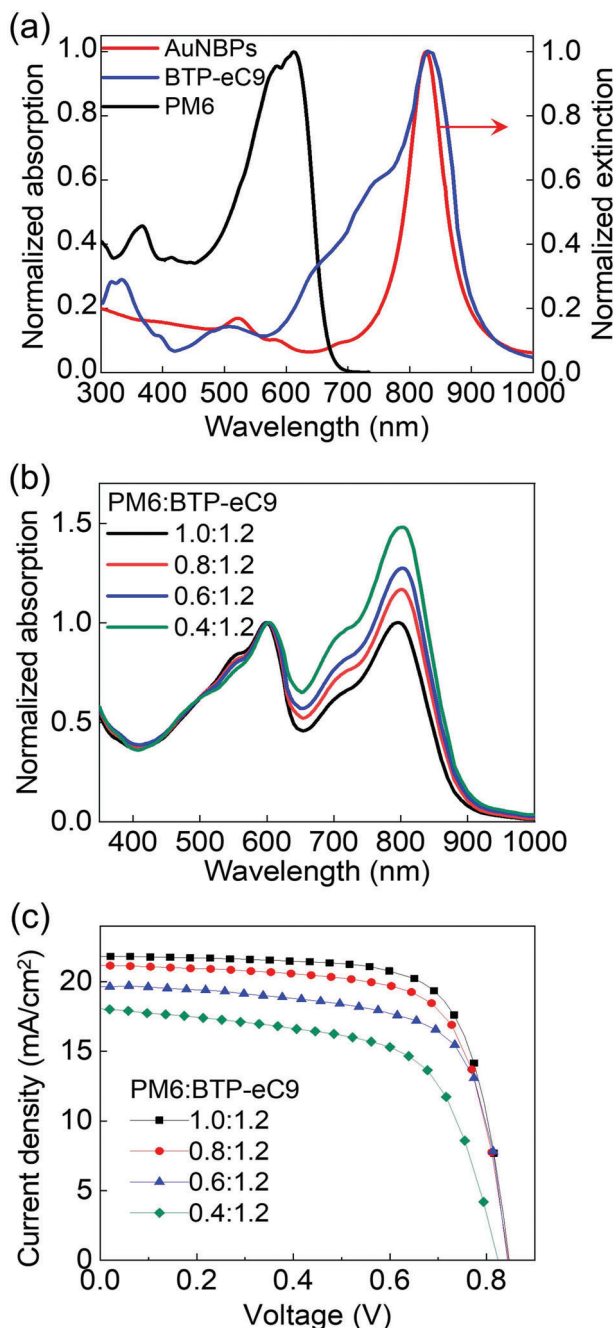 (a)
AuNBPs
BTP-eC9
PM6
Normalized absorption
Normalized extinction
1.0
0.8
0.6
0.4
0.2
0.0
1.0
0.8
0.6
0.4
0.2
0.0
300 400 500 600 700 800 900 1000
Wavelength (nm)
(b)
PM6:BTP-eC9
1.0:1.2
0.8:1.2
0.6:1.2
0.4:1.2
Normalized absorption
1.5
1.0
0.5
0.0
400 500 600 700 800 900 1000
Wavelength (nm)
(c)
Current density (mA/cm²)
20
15
10
5
0
PM6:BTP-eC9
1.0:1.2
0.8:1.2
0.6:1.2
0.4:1.2
0.0 0.2 0.4 0.6 0.8
Voltage (V)